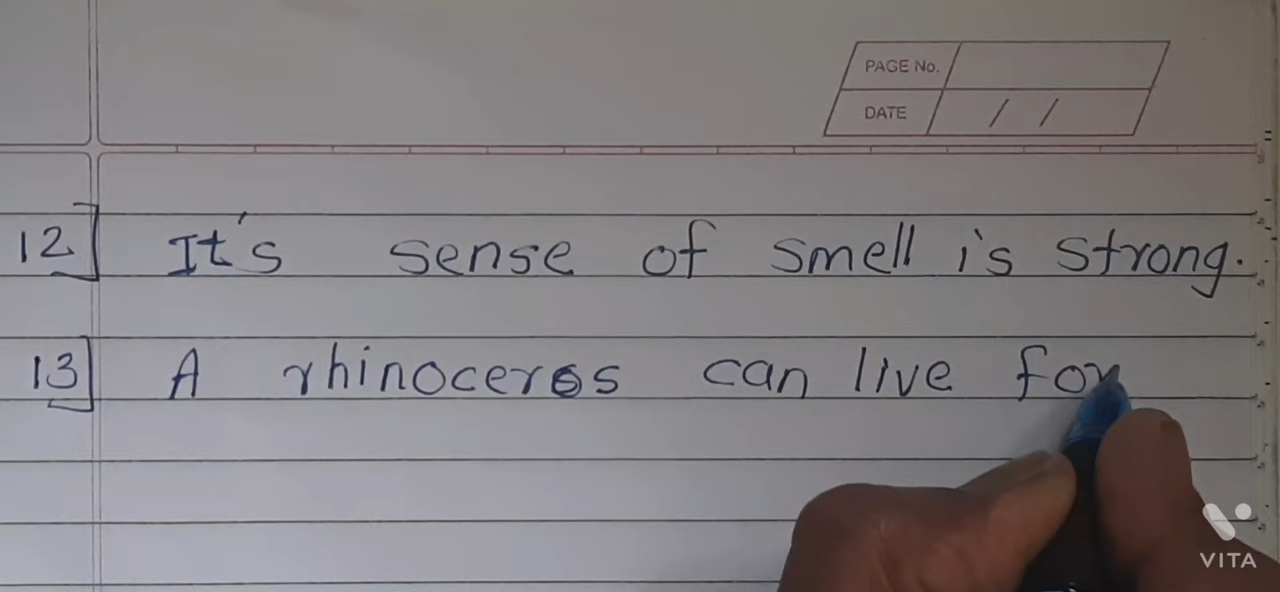 PAGE No.
DATE / /
12] It's sense of smell is strong.
13] A rhinoceros can live for
VITA